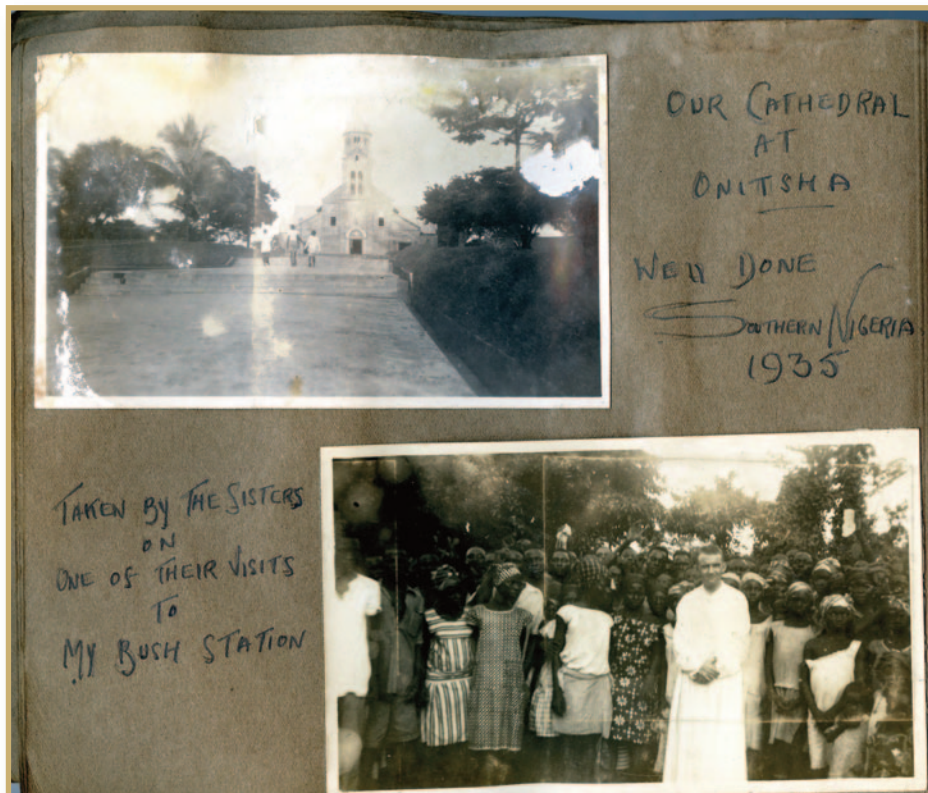 OUR CATHEDRAL
AT
ONITSHA
WELL DONE
SOUTHERN NIGERIA
1935
TAKEN BY THE SISTERS
ON
ONE OF THEIR VISITS
TO
MY BUSH STATION